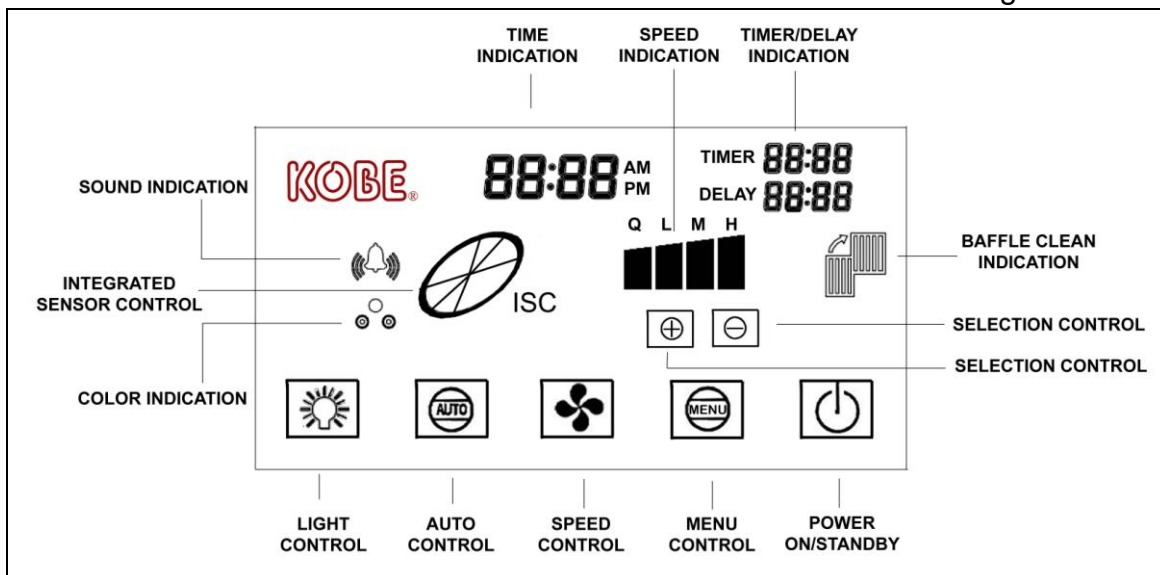 TIME
INDICATION
SPEED
INDICATION
TIMER/DELAY
INDICATION
KOBE®
88:88 AM
PM
TIMER 88:88
DELAY 88:88
SOUND INDICATION
Q L M H
BAFFLE CLEAN
INDICATION
INTEGRATED
SENSOR CONTROL
ISC
SELECTION CONTROL
SELECTION CONTROL
COLOR INDICATION
AUTO
MENU
LIGHT
CONTROL
AUTO
CONTROL
SPEED
CONTROL
MENU
CONTROL
POWER
ON/STANDBY